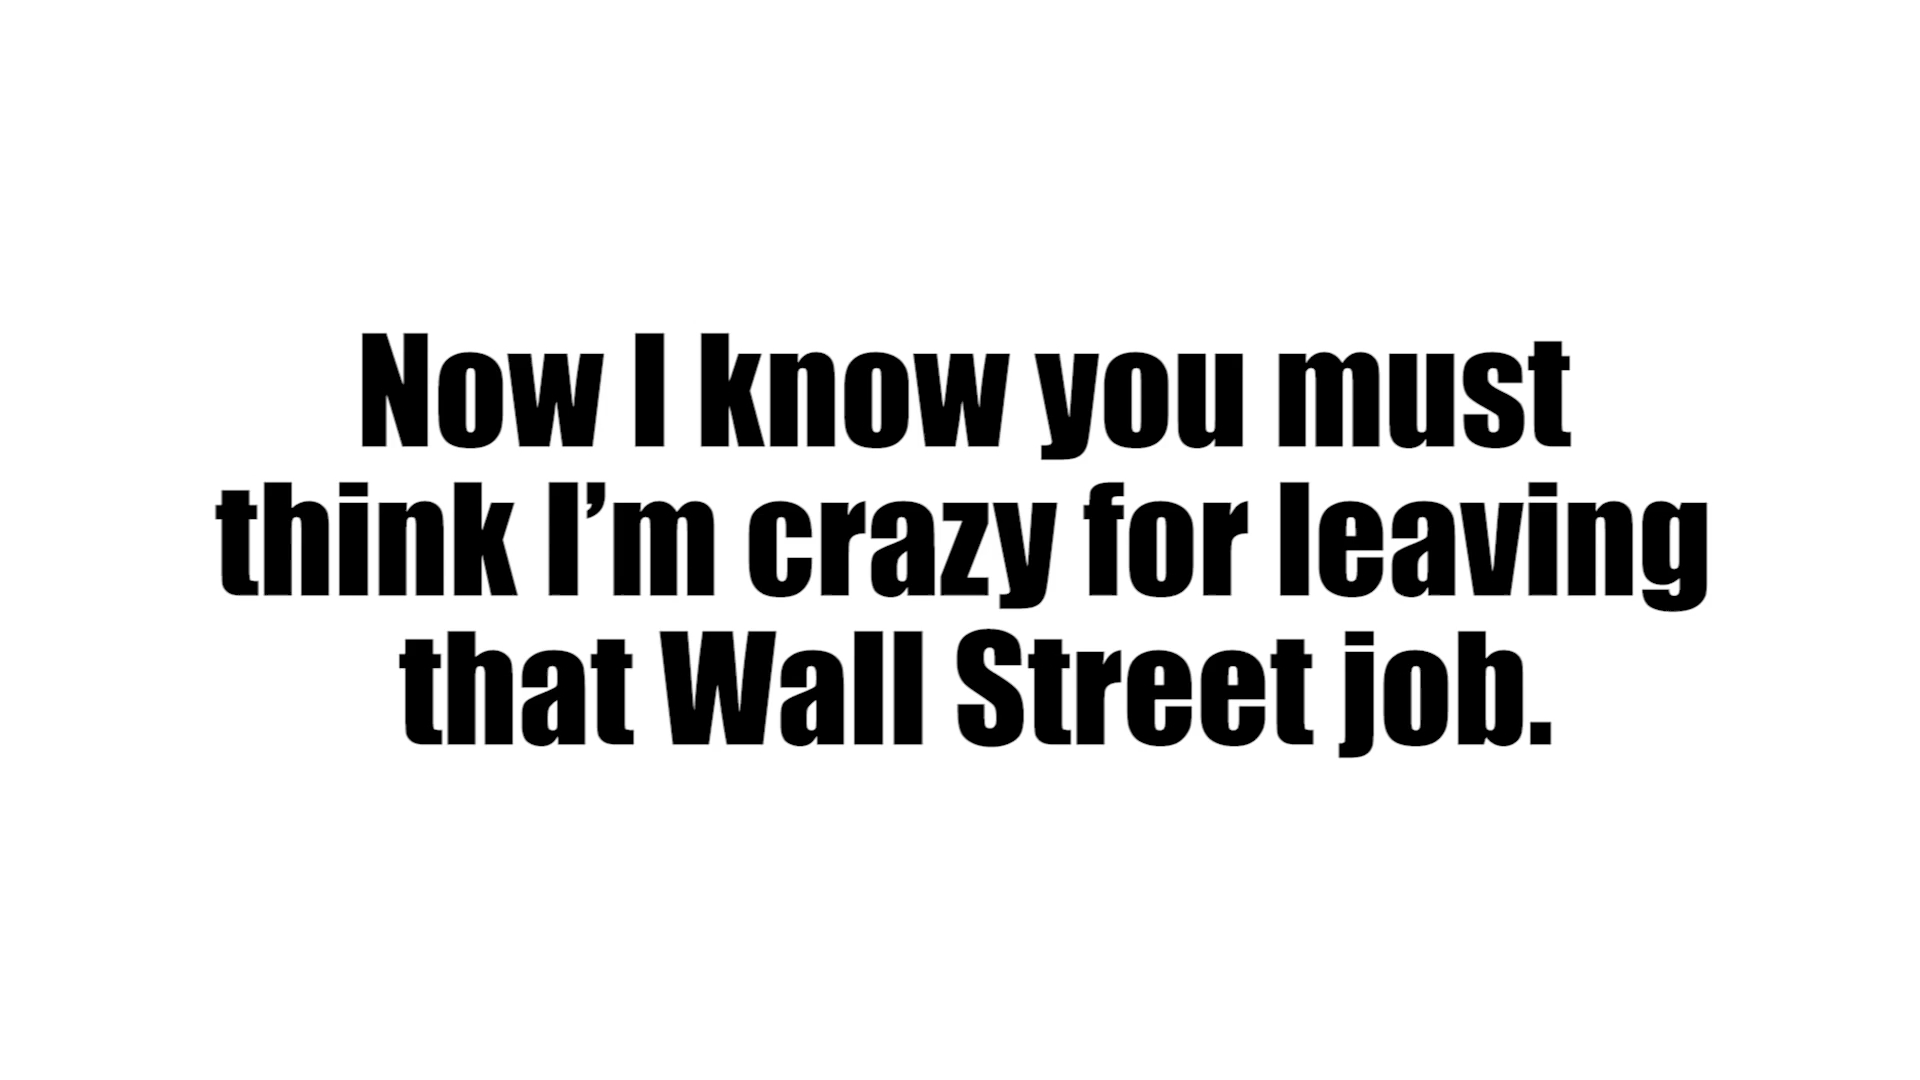 Now I know you must
think I’m crazy for leaving
that Wall Street job.